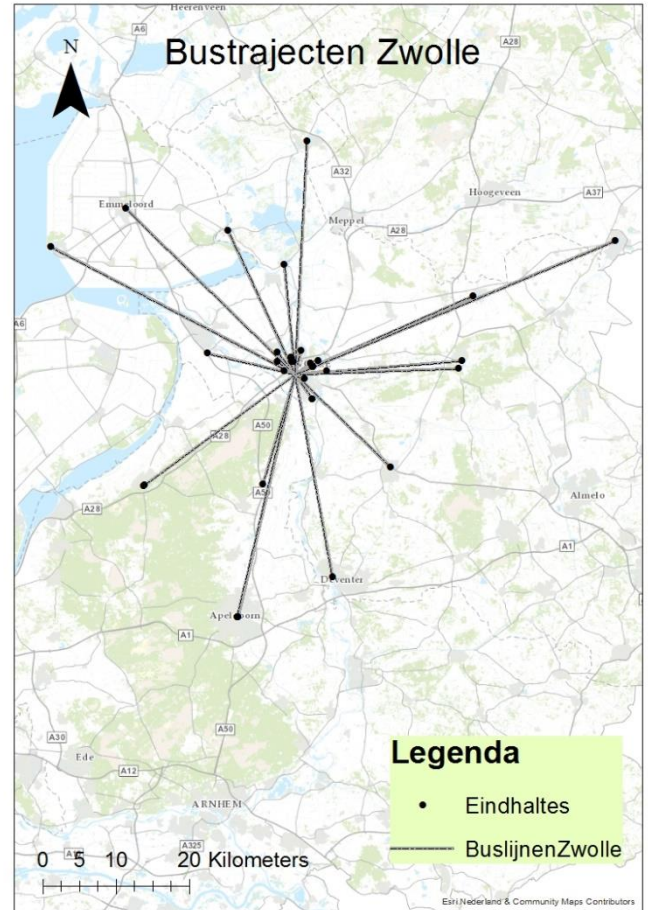 Heerenveen
A6
A28
N
Bustrajecten Zwolle
A32
Hoogeveen
A37
Emmeloord
Meppel
A28
A6
A50
A28
A50
A28
Almelo
A1
Deventer
Apeldoorn
A1
A50
A30
Ede
A12
ARNHEM
A325
Legenda
Eindhaltes
BuslijnenZwolle
0 5 10 20 Kilometers
Esri Nederland & Community Maps Contributors